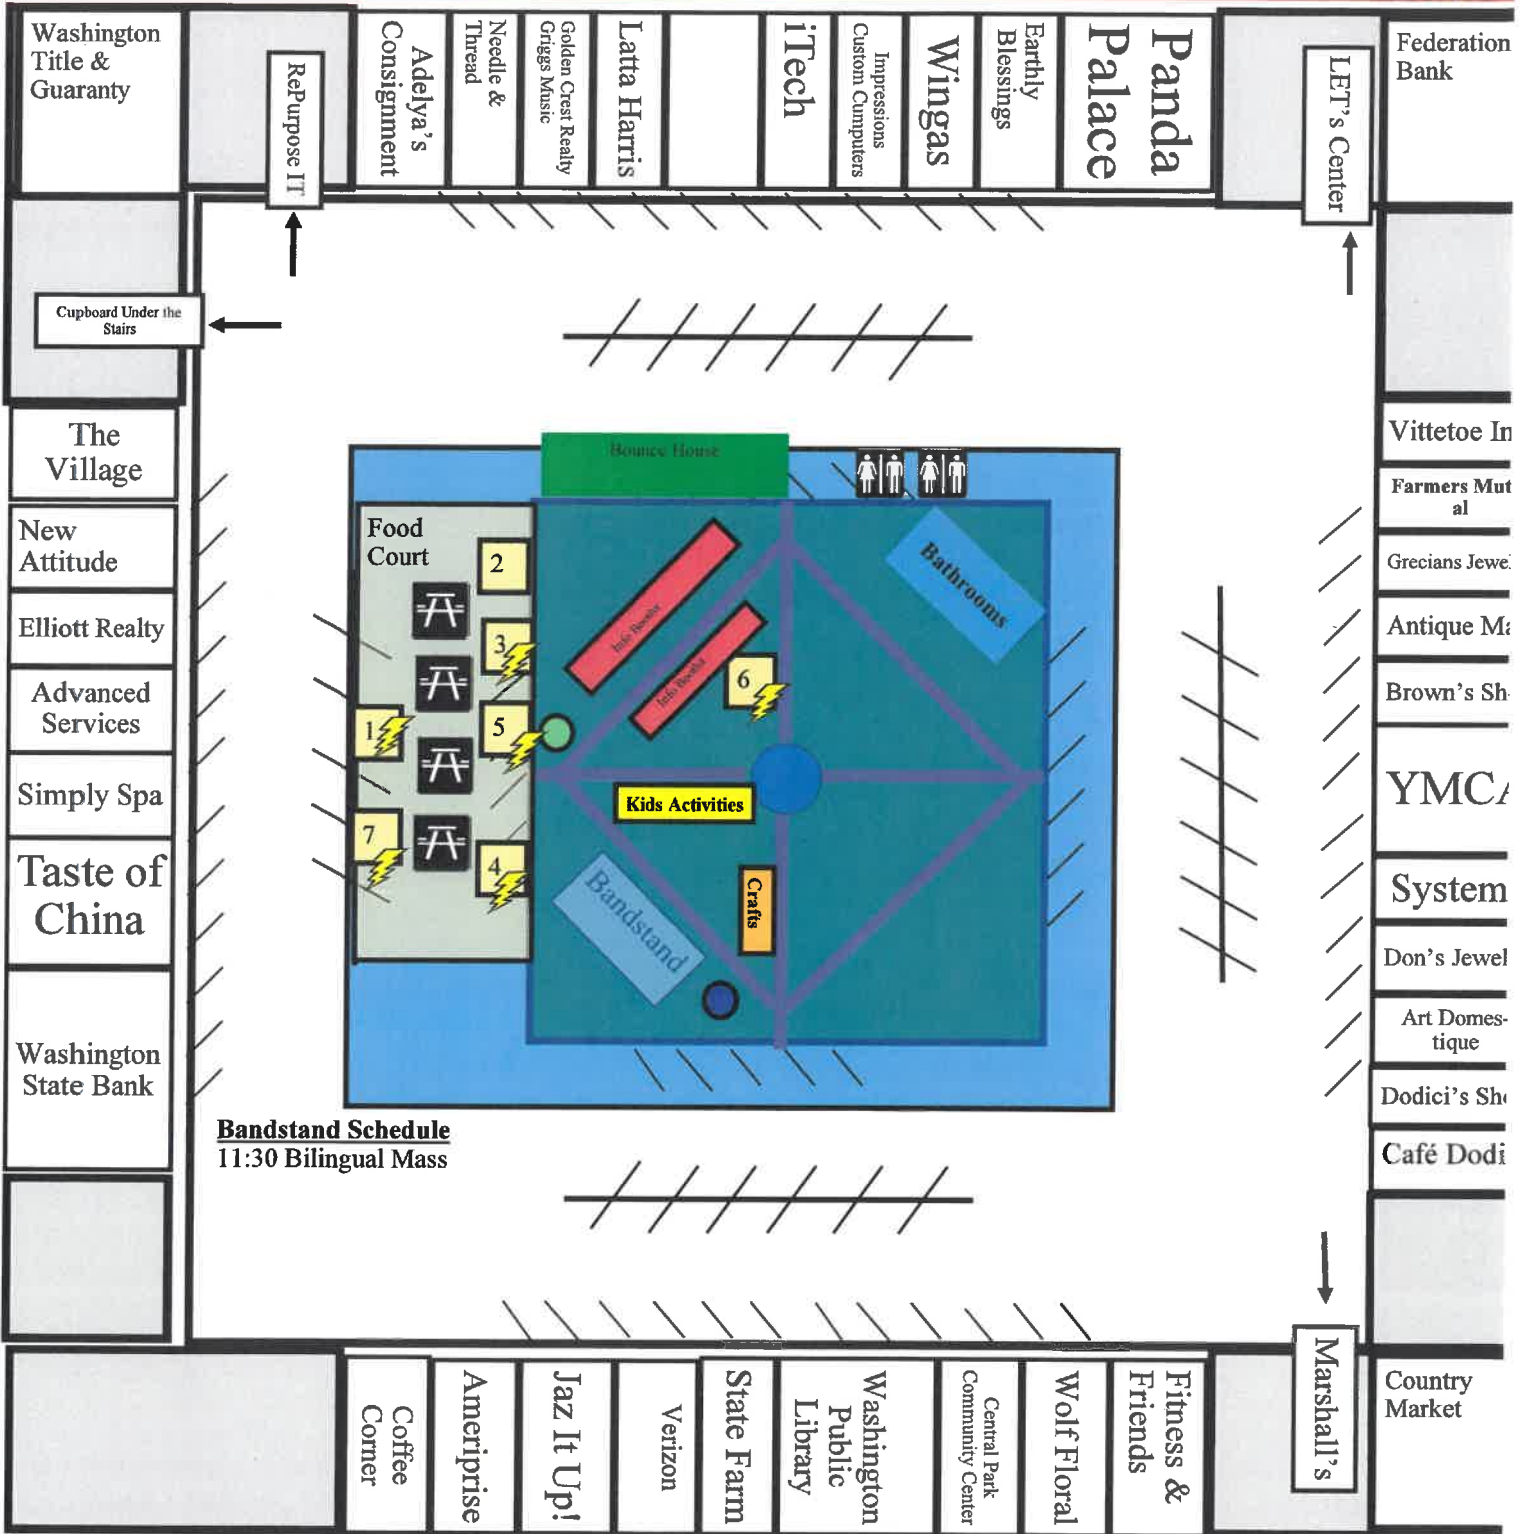 Washington
Title &
Guaranty
RePurpose IT
Adelya's
Consignment
Needle &
Thread
Golden Crest Realty
Griggs Music
Latta Harris
iTech
Impressions
Custom Cumputers
Wingas
Earthly
Blessings
Panda
Palace
LET's Center
Federation
Bank
Cupboard Under the
Stairs
The
Village
New
Attitude
Elliott Realty
Advanced
Services
Simply Spa
Taste of
China
Washington
State Bank
Bounce House
Food
Court
2
3
1
5
7
4
6
Info Booths
Info Booths
Bathrooms
Kids Activities
Crafts
Bandstand
Vittetoe In
Farmers Mut
al
Grecians Jewe
Antique Ma
Brown's Sh
YMCA
System
Don's Jewel
Art Domes-
tique
Dodici's Sho
Café Dodi
Bandstand Schedule
11:30 Bilingual Mass
Coffee
Corner
Ameriprise
Jaz It Up!
Verizon
State Farm
Washington
Public
Library
Central Park
Community Center
Wolf Floral
Fitness &
Friends
Marshall's
Country
Market